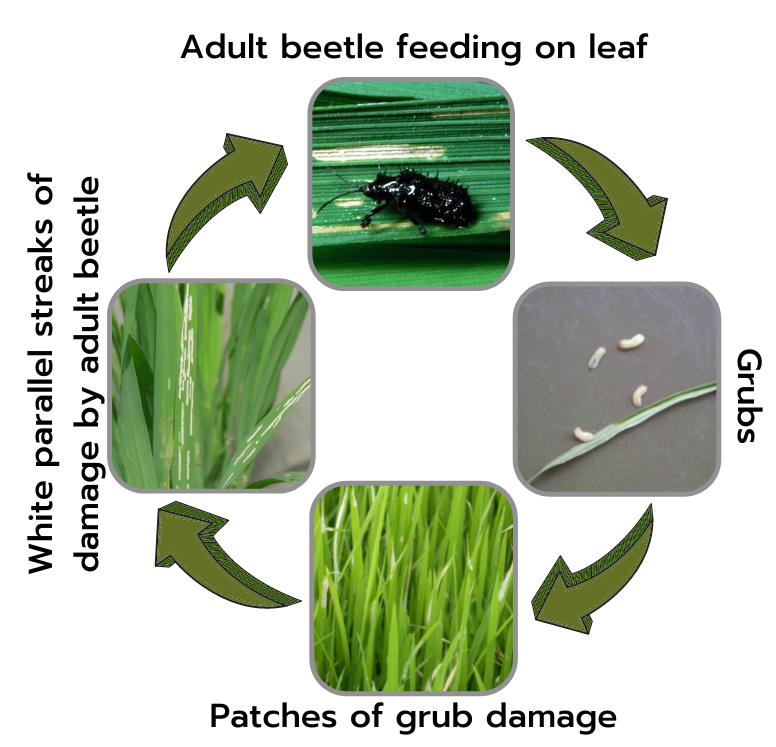 Adult beetle feeding on leaf
Grubs
Patches of grub damage
White parallel streaks of
damage by adult beetle